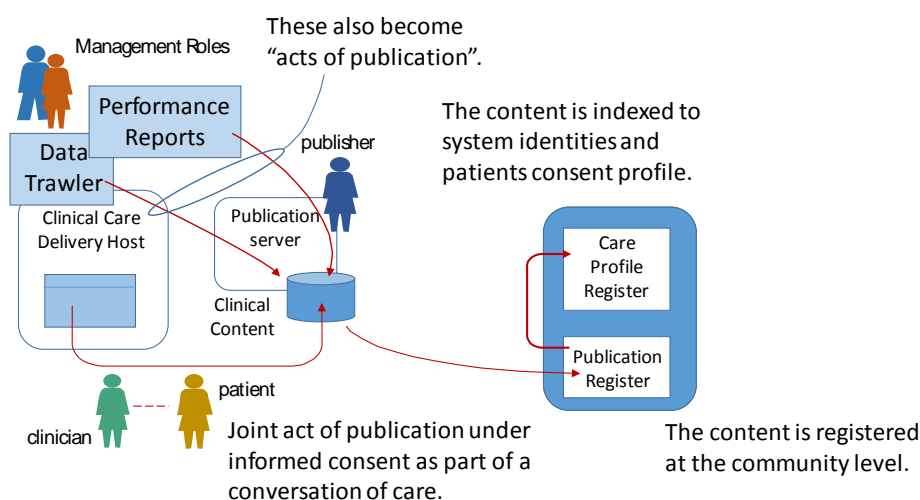 These also become
“acts of publication”.
Management Roles
Performance
Reports
Data
Trawler
publisher
The content is indexed to
system identities and
patients consent profile.
Clinical Care
Delivery Host
Publication
server
Clinical
Content
Care
Profile
Register
Publication
Register
clinician
patient
Joint act of publication under
informed consent as part of a
conversation of care.
The content is registered
at the community level.